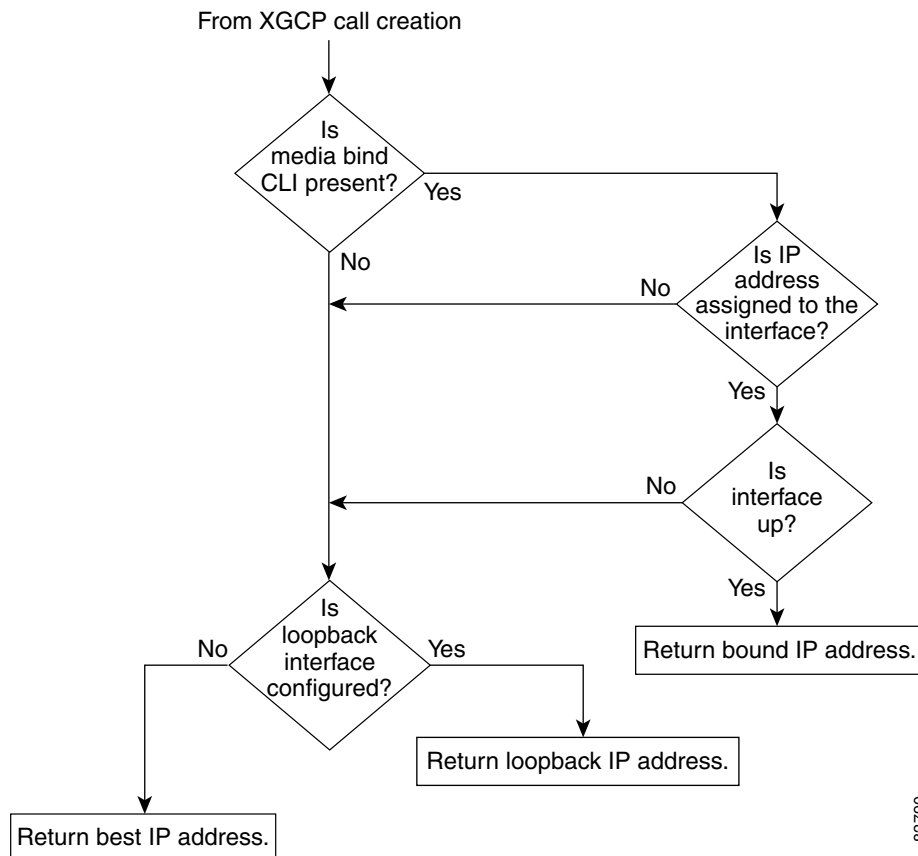 From XGCP call creation
Is
media bind
CLI present?
Yes
No
Is IP
address
assigned to the
interface?
No
Yes
Is
interface
up?
No
Yes
Return bound IP address.
Is
loopback
interface
configured?
No
Yes
Return loopback IP address.
Return best IP address.